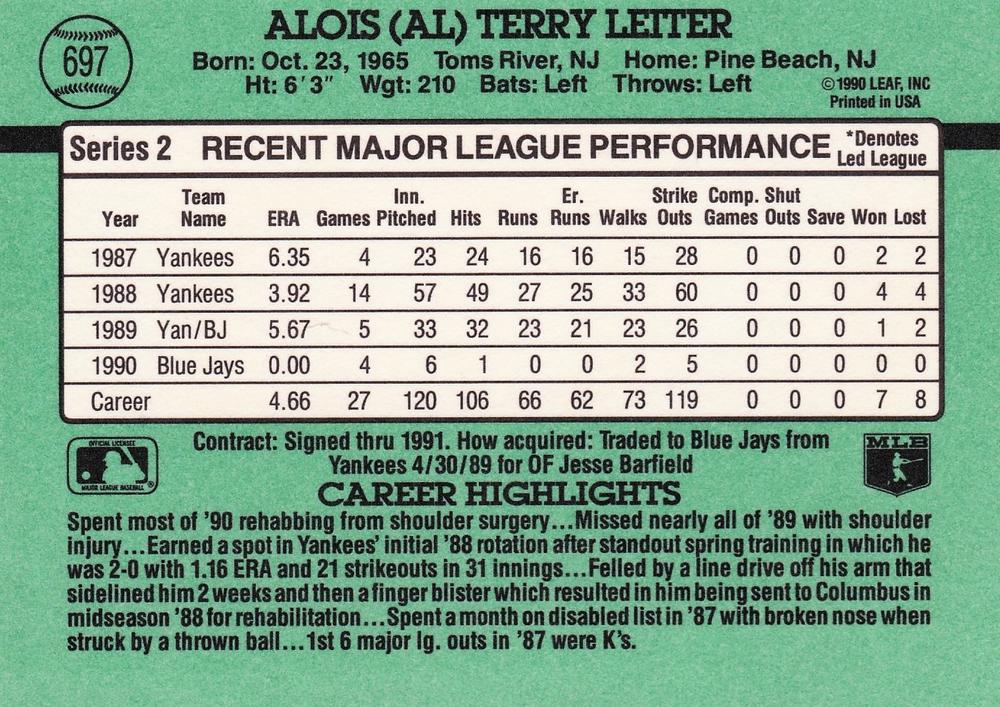 697
ALOIS (AL) TERRY LEITER
Born: Oct. 23, 1965 Toms River, NJ Home: Pine Beach, NJ
Ht: 6'3" Wgt: 210 Bats: Left Throws: Left
©1990 LEAF, INC
Printed in USA
Series 2 RECENT MAJOR LEAGUE PERFORMANCE
*Denotes
Led League
Year Team Name ERA Games Inn. Pitched Hits Runs Er. Runs Walks Strike Outs Comp. Games Shut Outs Save Won Lost
1987 Yankees 6.35 4 23 24 16 16 15 28 0 0 0 2 2
1988 Yankees 3.92 14 57 49 27 25 33 60 0 0 0 4 4
1989 Yan/BJ 5.67 5 33 32 23 21 23 26 0 0 0 1 2
1990 Blue Jays 0.00 4 6 1 0 0 2 5 0 0 0 0 0
Career 4.66 27 120 106 66 62 73 119 0 0 0 7 8
OFFICIAL LICENSEE
MAJOR LEAGUE BASEBALL
Contract: Signed thru 1991. How acquired: Traded to Blue Jays from
Yankees 4/30/89 for OF Jesse Barfield
MLB
CAREER HIGHLIGHTS
Spent most of '90 rehabbing from shoulder surgery...Missed nearly all of '89 with shoulder
injury...Earned a spot in Yankees' initial '88 rotation after standout spring training in which he
was 2-0 with 1.16 ERA and 21 strikeouts in 31 innings...Felled by a line drive off his arm that
sidelined him 2 weeks and then a finger blister which resulted in him being sent to Columbus in
midseason '88 for rehabilitation...Spent a month on disabled list in '87 with broken nose when
struck by a thrown ball...1st 6 major lg. outs in '87 were K's.